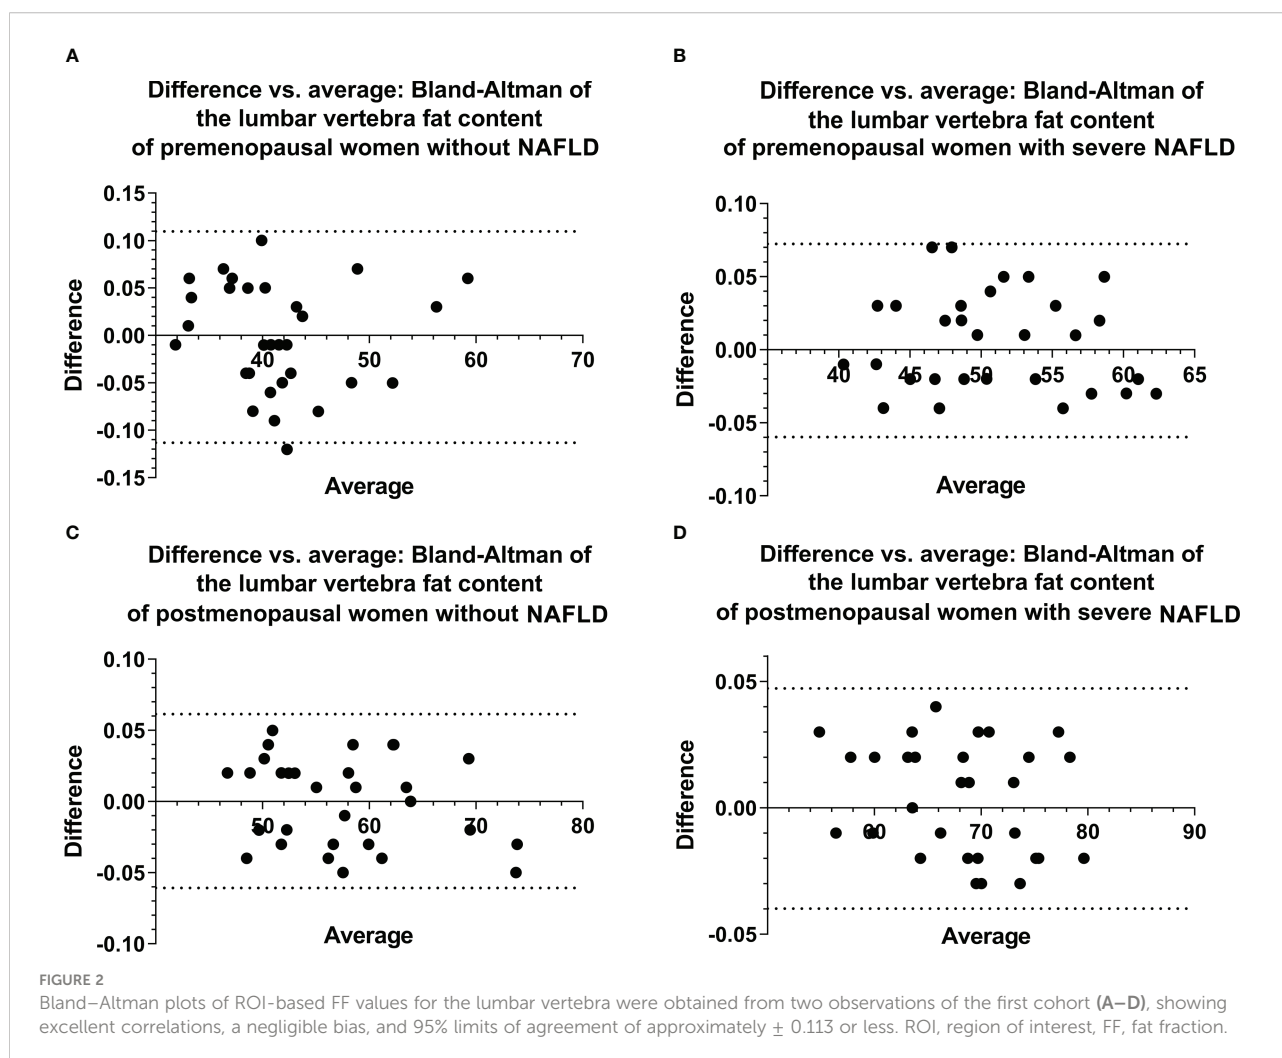 A
Difference vs. average: Bland-Altman of
the lumbar vertebra fat content
of premenopausal women without NAFLD
0.15
0.10
0.05
0.00
-0.05
-0.10
-0.15
Difference
40 50 60 70
Average
B
Difference vs. average: Bland-Altman of
the lumbar vertebra fat content
of premenopausal women with severe NAFLD
0.10
0.05
0.00
-0.05
-0.10
Difference
40 45 50 55 60 65
Average
C
Difference vs. average: Bland-Altman of
the lumbar vertebra fat content
of postmenopausal women without NAFLD
0.10
0.05
0.00
-0.05
-0.10
Difference
50 60 70 80
Average
D
Difference vs. average: Bland-Altman of
the lumbar vertebra fat content
of postmenopausal women with severe NAFLD
0.05
0.00
-0.05
Difference
60 70 80 90
Average
FIGURE 2
Bland–Altman plots of ROI-based FF values for the lumbar vertebra were obtained from two observations of the first cohort (A–D), showing
excellent correlations, a negligible bias, and 95% limits of agreement of approximately ± 0.113 or less. ROI, region of interest, FF, fat fraction.